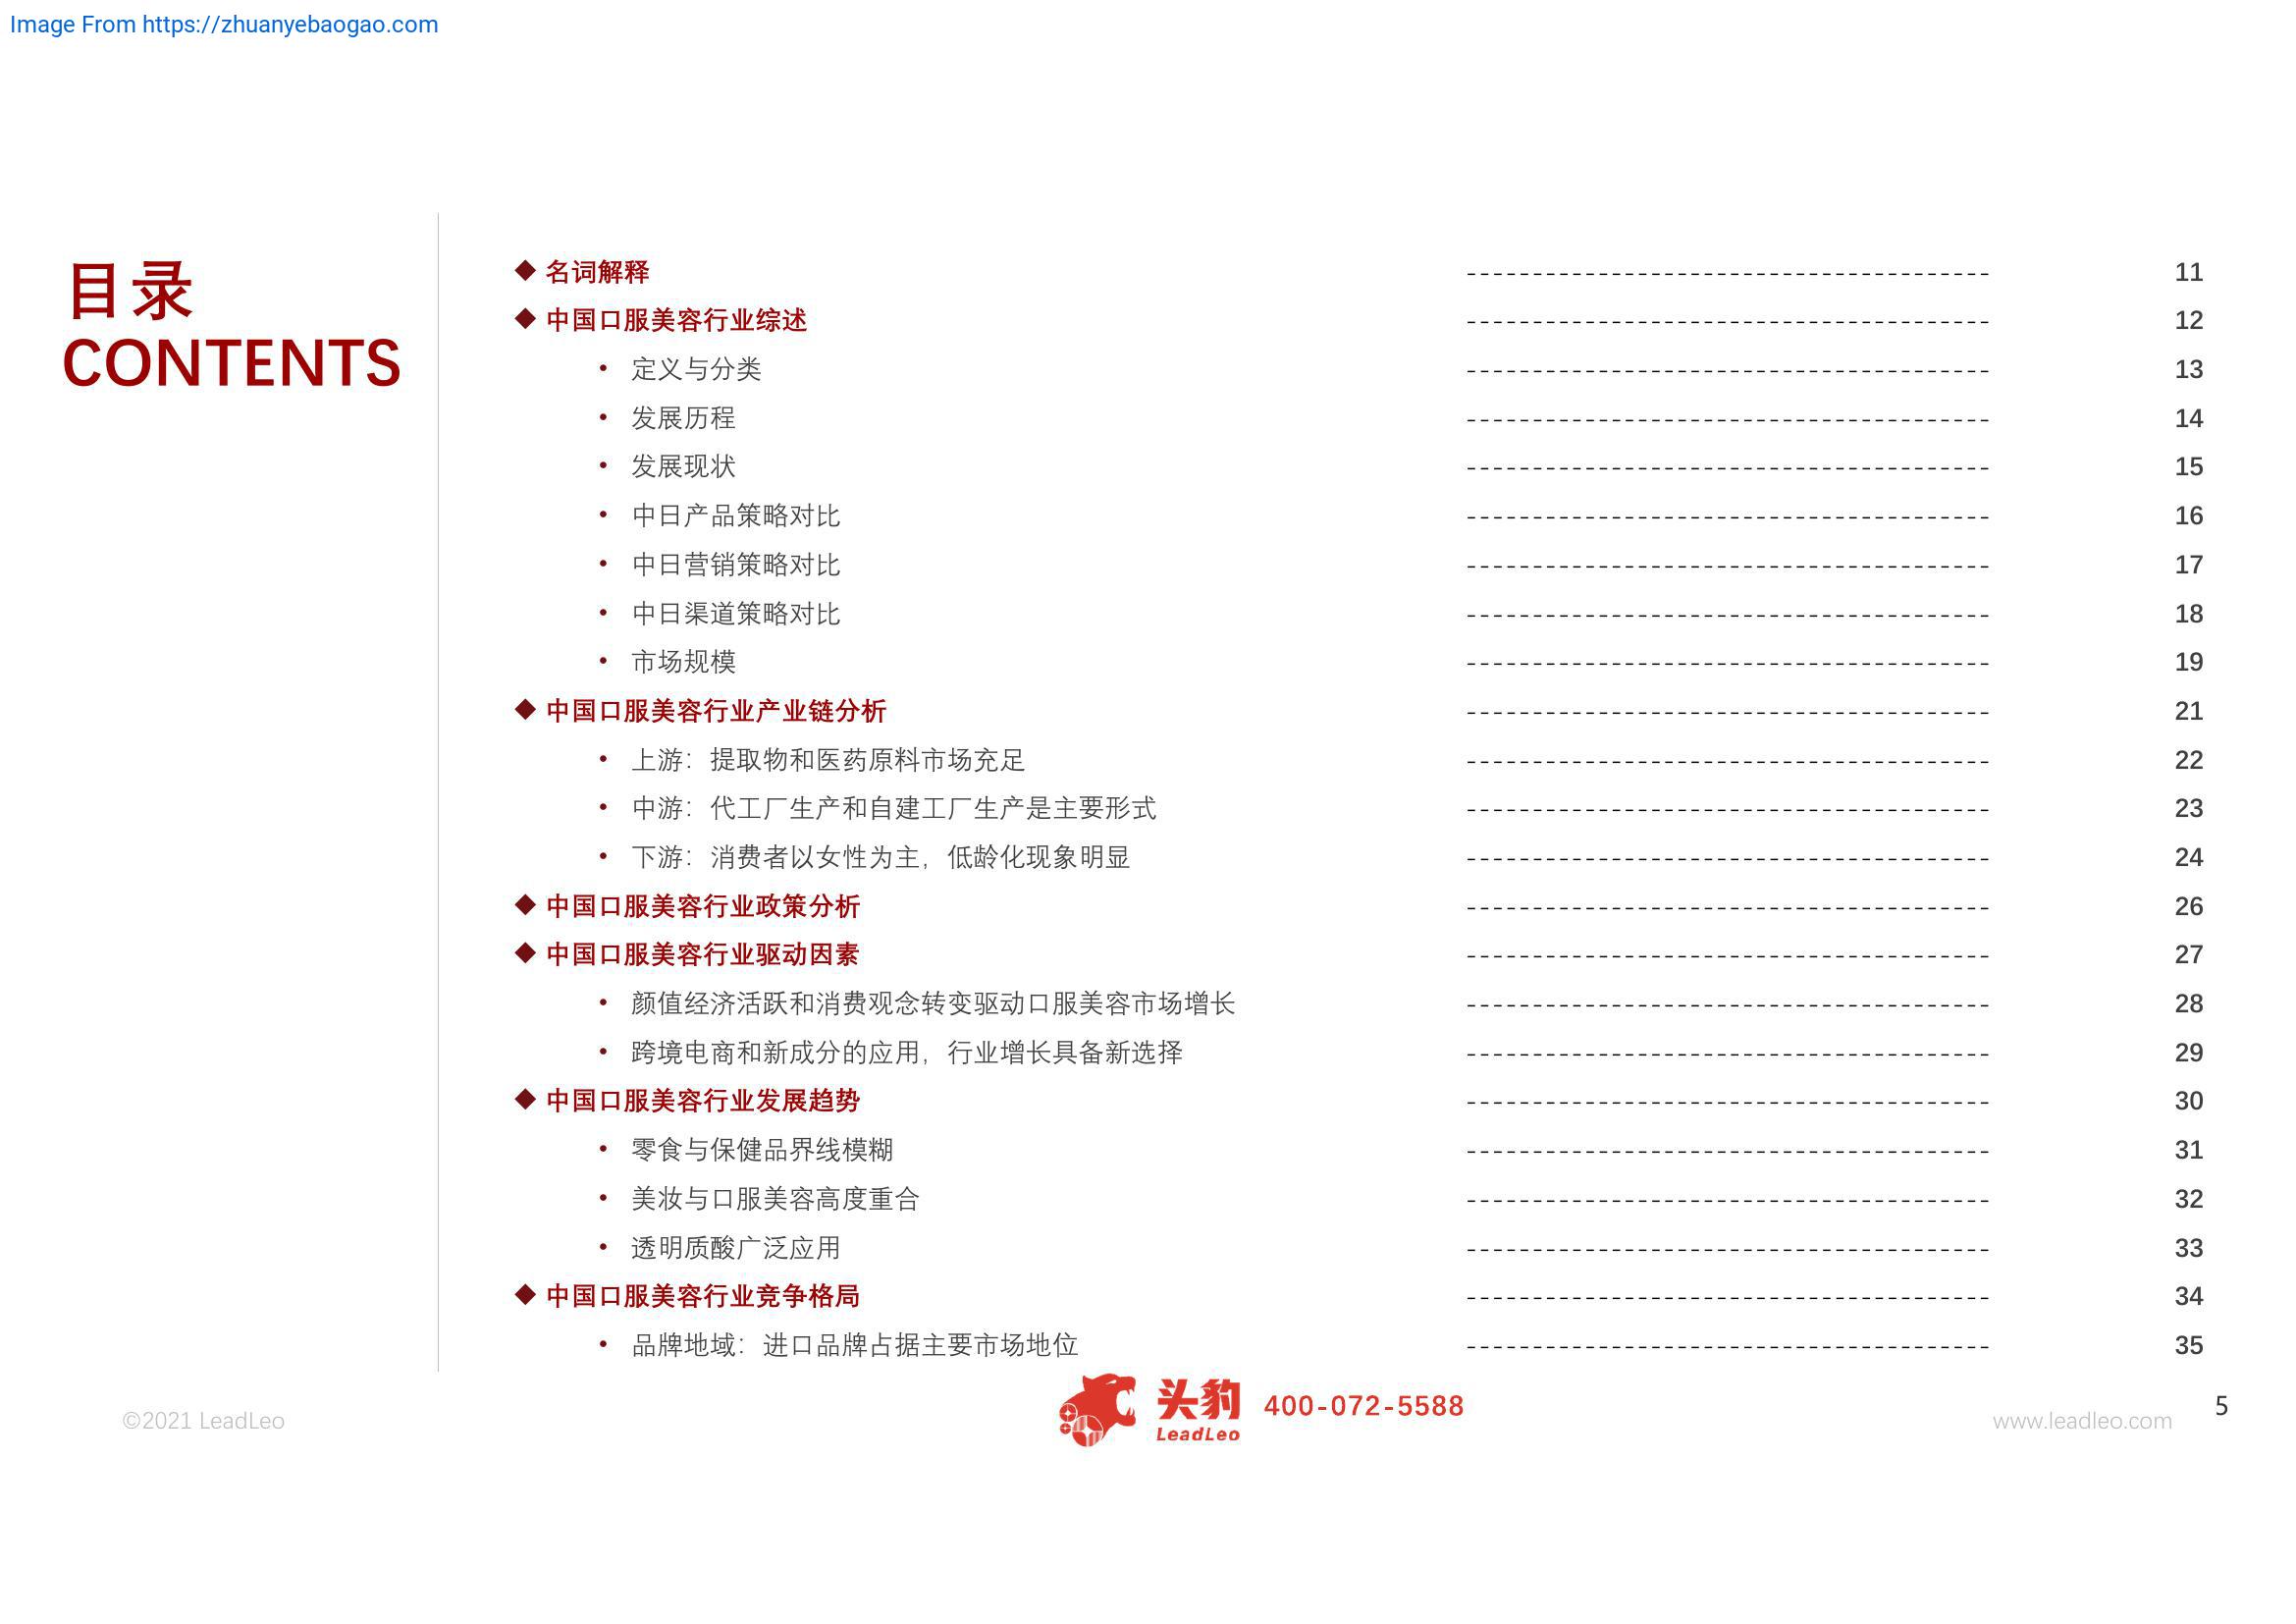 Image From https://zhuanyebaogao.com
目录
CONTENTS
◆ 名词解释 ---------------------------------------- 11
◆ 中国口服美容行业综述 ---------------------------------------- 12
• 定义与分类 ---------------------------------------- 13
• 发展历程 ---------------------------------------- 14
• 发展现状 ---------------------------------------- 15
• 中日产品策略对比 ---------------------------------------- 16
• 中日营销策略对比 ---------------------------------------- 17
• 中日渠道策略对比 ---------------------------------------- 18
• 市场规模 ---------------------------------------- 19
◆ 中国口服美容行业产业链分析 ---------------------------------------- 21
• 上游：提取物和医药原料市场充足 ---------------------------------------- 22
• 中游：代工厂生产和自建工厂生产是主要形式 ---------------------------------------- 23
• 下游：消费者以女性为主，低龄化现象明显 ---------------------------------------- 24
◆ 中国口服美容行业政策分析 ---------------------------------------- 26
◆ 中国口服美容行业驱动因素 ---------------------------------------- 27
• 颜值经济活跃和消费观念转变驱动口服美容市场增长 ---------------------------------------- 28
• 跨境电商和新成分的应用，行业增长具备新选择 ---------------------------------------- 29
◆ 中国口服美容行业发展趋势 ---------------------------------------- 30
• 零食与保健品界线模糊 ---------------------------------------- 31
• 美妆与口服美容高度重合 ---------------------------------------- 32
• 透明质酸广泛应用 ---------------------------------------- 33
◆ 中国口服美容行业竞争格局 ---------------------------------------- 34
• 品牌地域：进口品牌占据主要市场地位 ---------------------------------------- 35
©2021 LeadLeo
头豹
LeadLeo
400-072-5588
www.leadleo.com
5